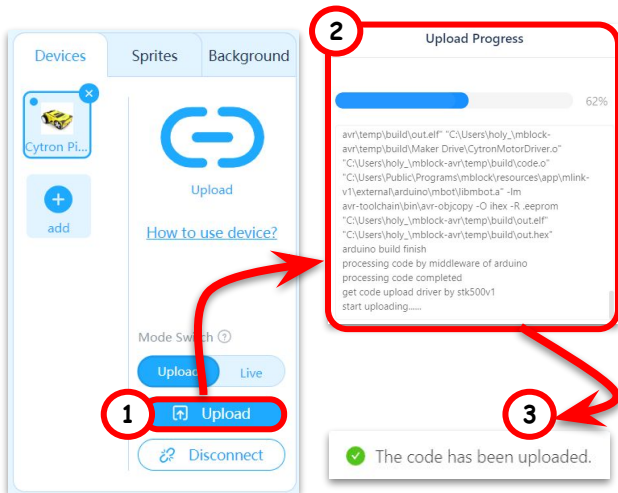 Devices
Sprites
Background
Cytron Pi...
add
Upload
How to use device?
Mode Switch
Upload
Live
1
Upload
Disconnect
2
Upload Progress
62%
avr\temp\build\out.elf" "C:\Users\holy_\mblock-
avr\temp\build\Maker Drive\CytronMotorDriver.o"
"C:\Users\holy_\mblock-avr\temp\build\code.o"
"C:\Users\Public\Programs\mblock\resources\app\mlink-
v1\external\arduino\mbot\libmbot.a" -lm
avr-toolchain\bin\avr-objcopy -O ihex -R .eeprom
"C:\Users\holy_\mblock-avr\temp\build\out.elf"
"C:\Users\holy_\mblock-avr\temp\build\out.hex"
arduino build finish
processing code by middleware of arduino
processing code completed
get code upload driver by stk500v1
start uploading......
3
The code has been uploaded.